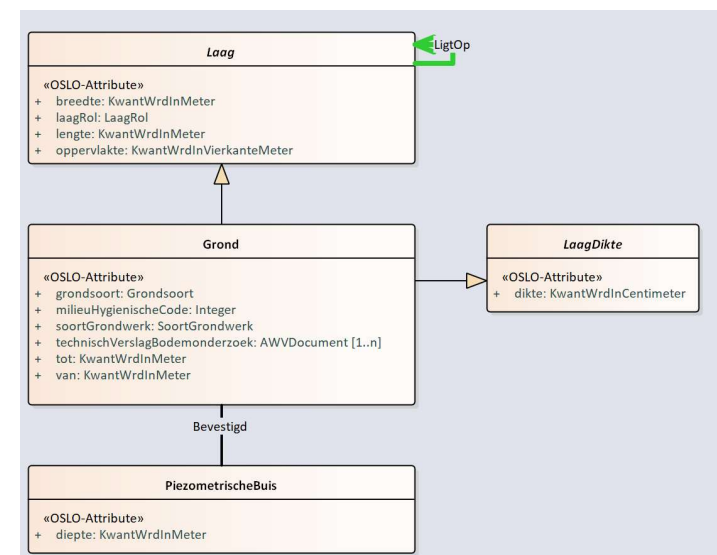 Laag
«OSLO-Attribute»
+ breedte: KwantWrdInMeter
+ laagRol: LaagRol
+ lengte: KwantWrdInMeter
+ oppervlakte: KwantWrdInVierkanteMeter
LigtOp
Grond
«OSLO-Attribute»
+ grondsoort: Grondsoort
+ milieuHygienischeCode: Integer
+ soortGrondwerk: SoortGrondwerk
+ technischVerslagBodemonderzoek: AWVDocument [1..n]
+ tot: KwantWrdInMeter
+ van: KwantWrdInMeter
LaagDikte
«OSLO-Attribute»
+ dikte: KwantWrdInCentimeter
Bevestigd
PiezometrischeBuis
«OSLO-Attribute»
+ diepte: KwantWrdInMeter